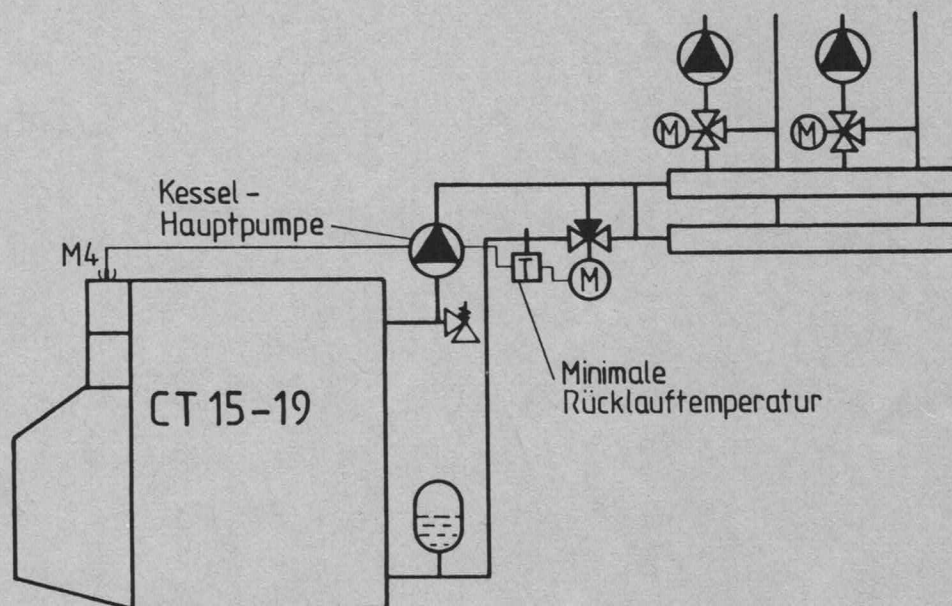 Kessel-
Hauptpumpe
M4
M
M
T
M
CT 15-19
Minimale
Rücklauftemperatur